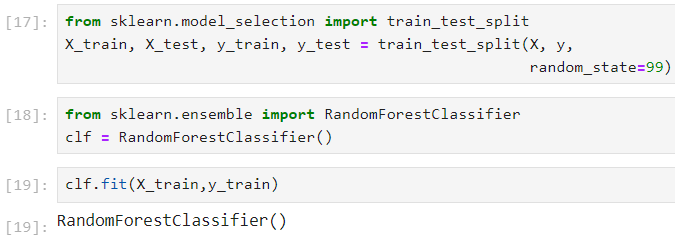 [17]: from sklearn.model_selection import train_test_split
X_train, X_test, y_train, y_test = train_test_split(X, y,
random_state=99)
[18]: from sklearn.ensemble import RandomForestClassifier
clf = RandomForestClassifier()
[19]: clf.fit(X_train,y_train)
[19]: RandomForestClassifier()